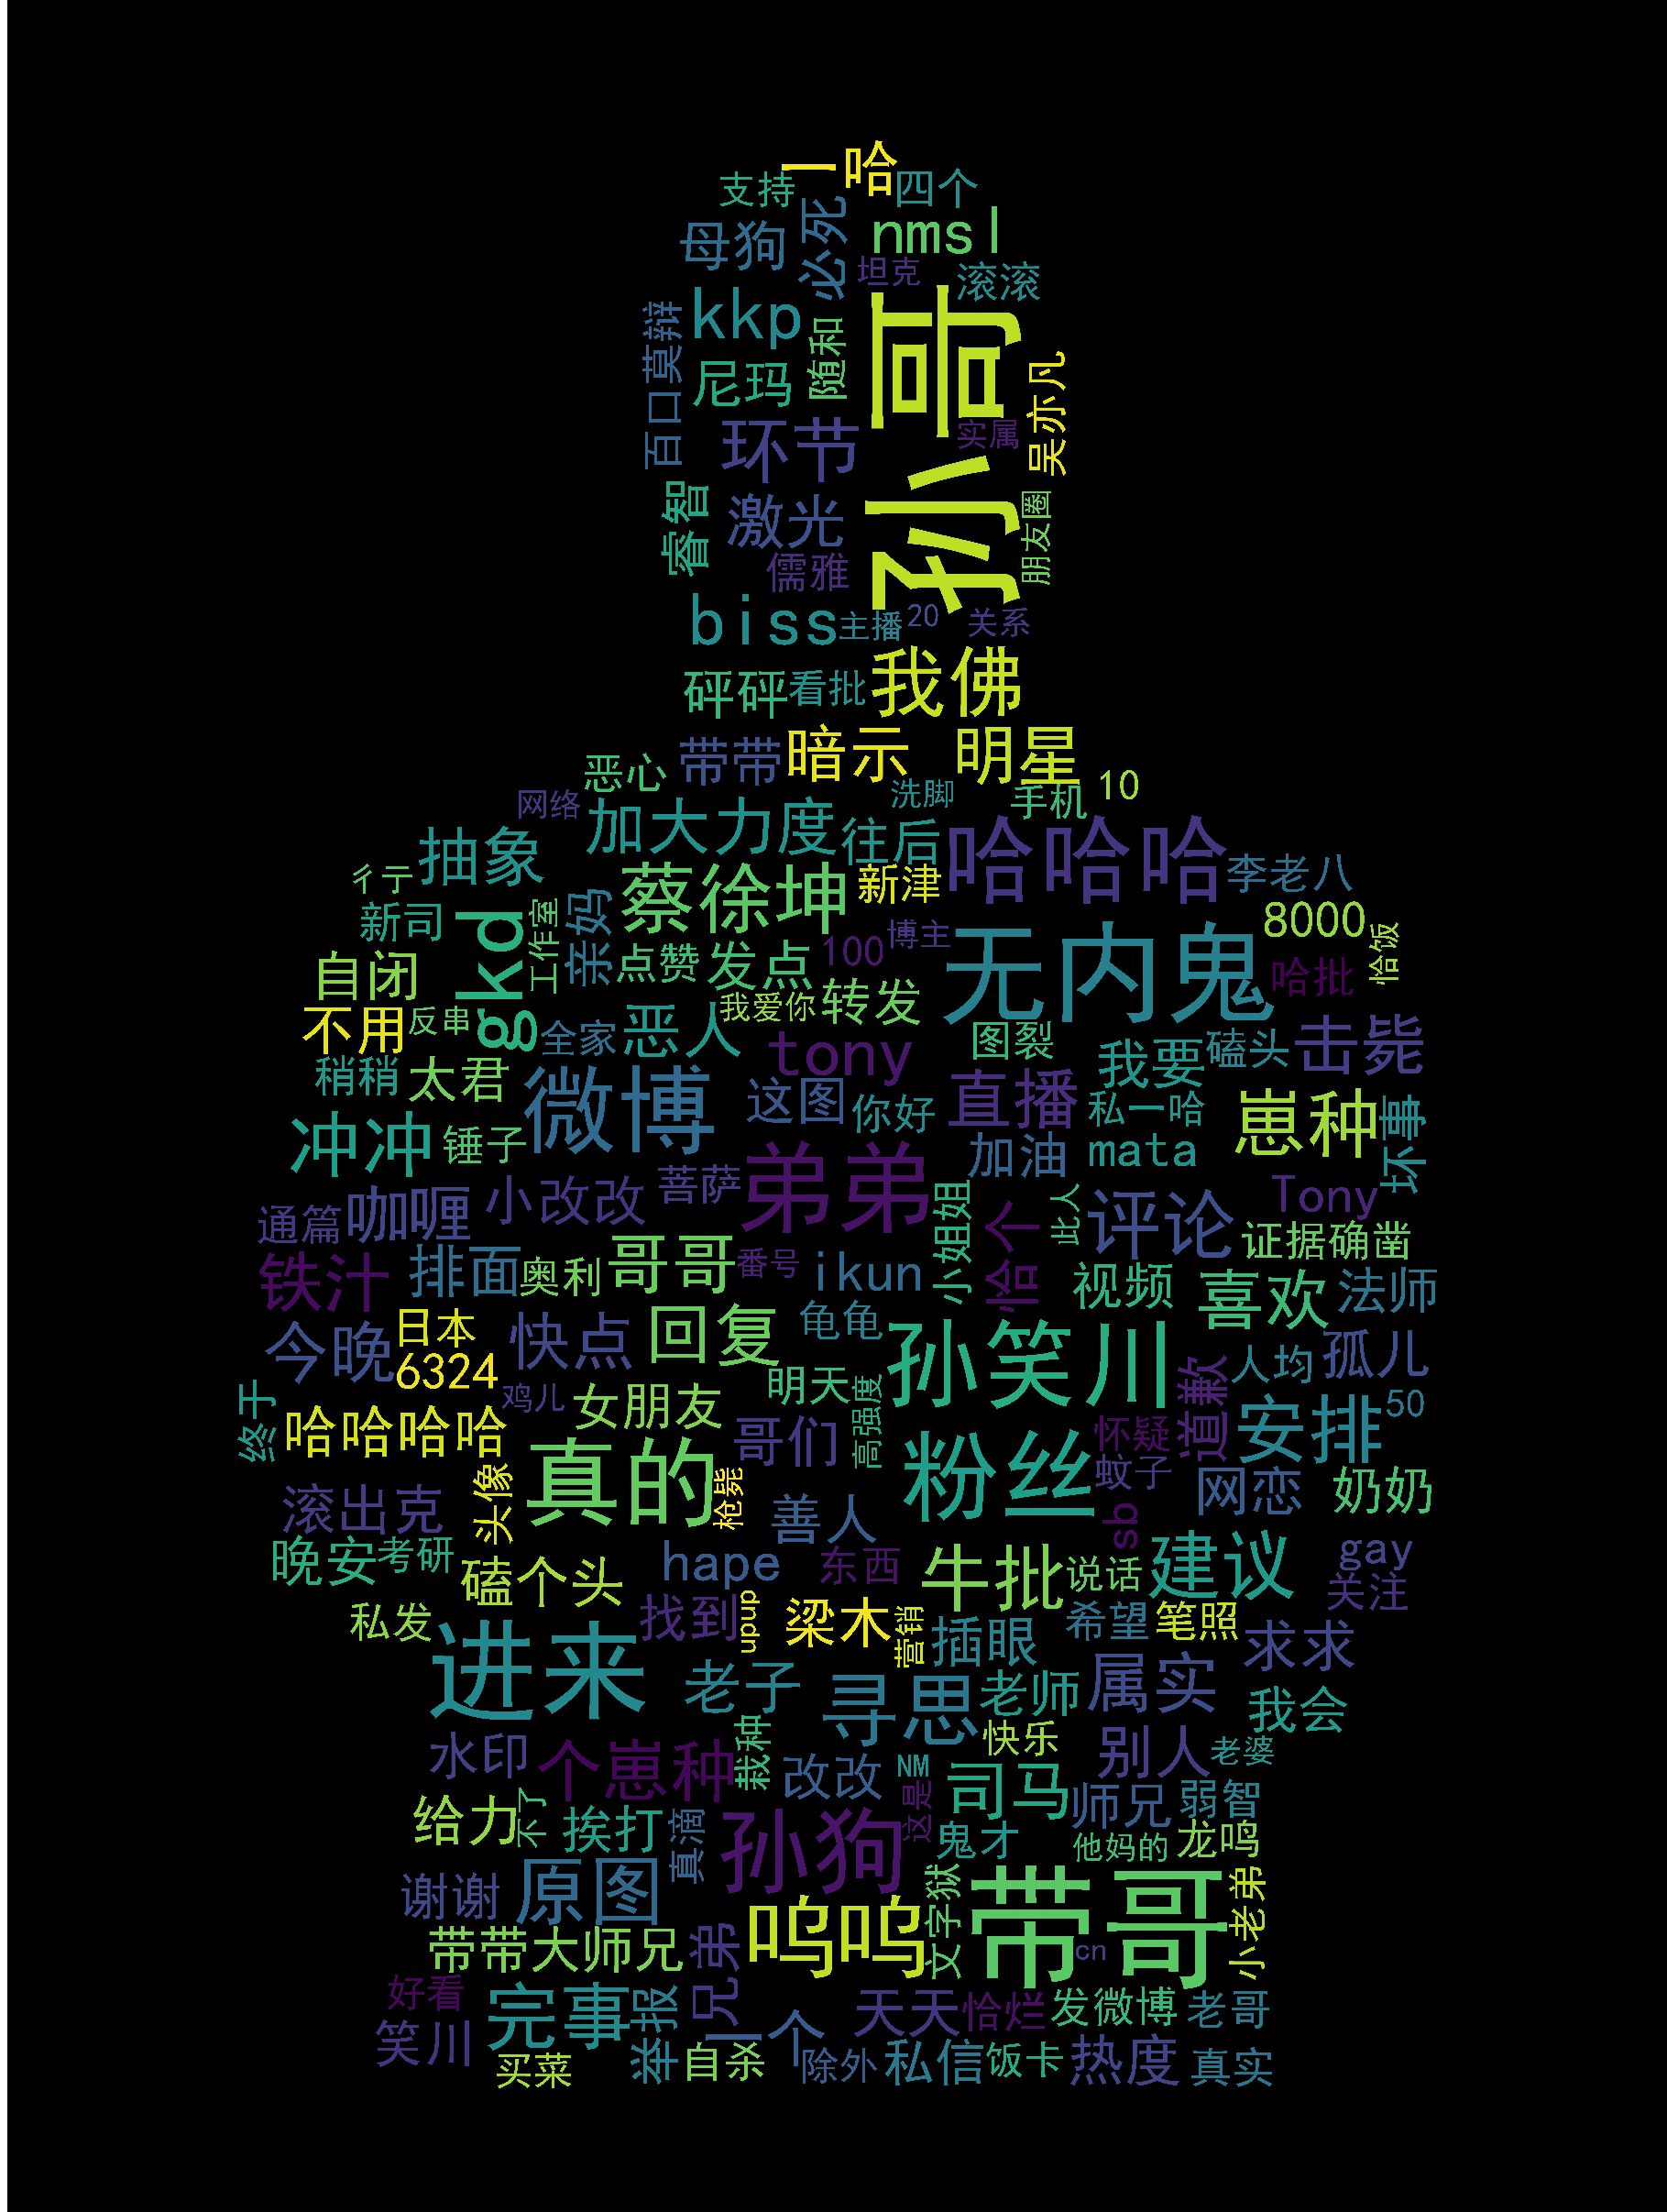 一哈
支持
四个
母狗
必死
nmsl
坦克
滚滚
kkp
百口莫辩
随和
孙哥
尼玛
吴亦凡
环节
实属
睿智
激光
朋友圈
儒雅
biss
主播
20
关系
我佛
砰砰
看批
带带
暗示
明星
恶心
洗脚
手机
10
网络
加大力度
往后
哈哈哈
抽象
李老八
彳亍
蔡徐坤
新津
新司
gkd
工作室
亲妈
点赞
发点
100
博主
无内鬼
8000
恰饭
自闭
哈批
不用
反串
全家
恶人
我爱你
转发
tony
图裂
我要
磕头
击毙
稍稍
太君
微博
这图
你好
直播
私一哈
崽种
坏事
冲冲
锤子
弟弟
加油
mata
小改改
菩萨
小姐姐
恰个
此人
评论
Tony
通篇
咖喱
证据确凿
铁汁
排面
奥利
哥哥
番号
ikun
视频
喜欢
法师
今晚
日本
快点
回复
龟龟
孙笑川
人均
孤儿
6324
鸡儿
女朋友
明天
高强度
道歉
安排
50
终于
哈哈哈哈
真的
哥们
粉丝
怀疑
蚊子
网恋
奶奶
滚出克
头像
枪毙
善人
sb
晚安
考研
磕个头
hape
东西
牛批
说话
建议
gay
关注
私发
进来
找到
upup
梁木
营销
插眼
希望
笔照
求求
老子
寻思
老师
属实
我会
水印
个崽种
栽种
改改
NM
快乐
别人
老婆
这是
司马
师兄
弱智
给力
不了
挨打
真滴
孙狗
鬼才
他妈的
龙鸣
谢谢
原图
呜呜
文字狱
带哥
小老弟
带带大师兄
兄弟
cn
好看
完事
举报
一个
天天
恰烂
发微博
老哥
笑川
买菜
自杀
除外
私信
饭卡
热度
真实